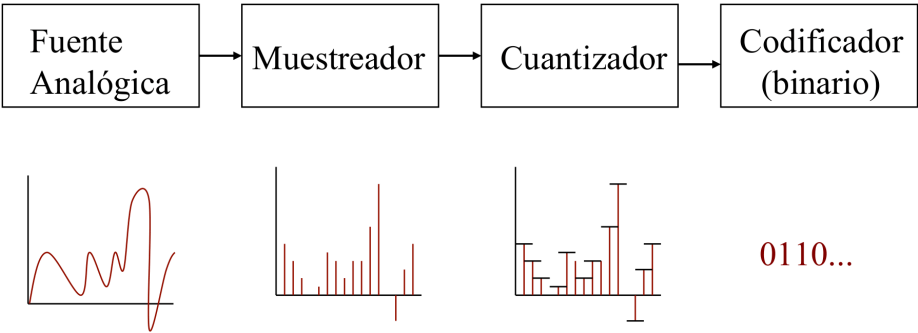 Fuente
Analógica
Muestreador
Cuantizador
Codificador
(binario)
0110...